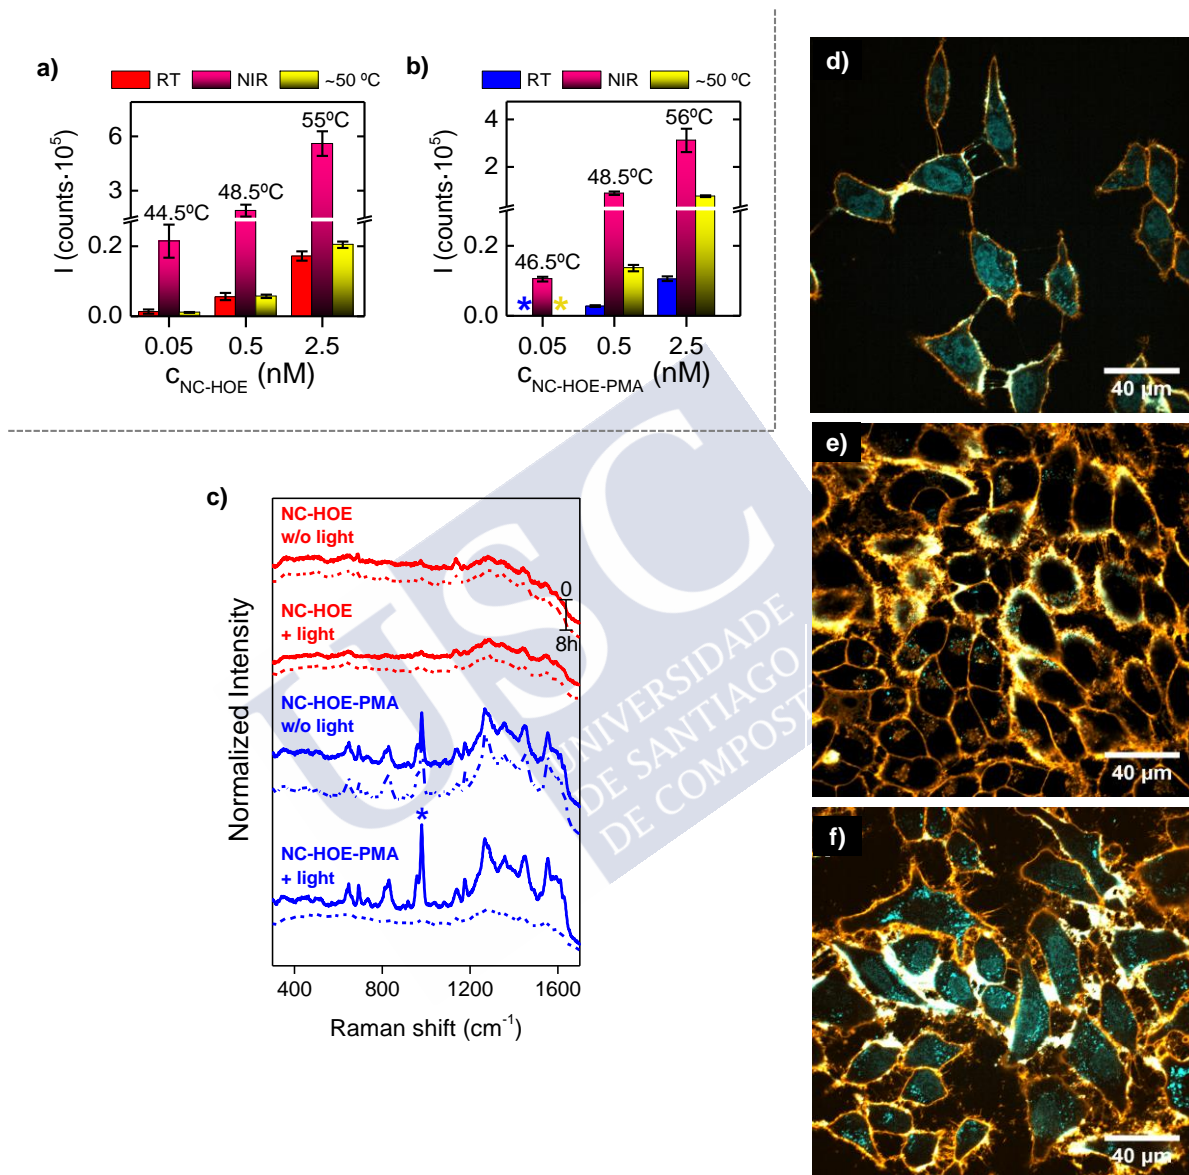 a)
RT NIR ~50 ºC
I (counts·10⁵)
6
3
0.2
0.0
44.5ºC
48.5ºC
55ºC
0.05 0.5 2.5
cNC-HOE (nM)
b)
RT NIR ~50 ºC
I (counts·10⁵)
4
2
0.2
0.0
46.5ºC
48.5ºC
56ºC
*
*
0.05 0.5 2.5
cNC-HOE-PMA (nM)
c)
Normalized Intensity
NC-HOE
w/o light
0
8h
NC-HOE
+ light
NC-HOE-PMA
w/o light
*
NC-HOE-PMA
+ light
400 800 1200 1600
Raman shift (cm⁻¹)
d)
40 µm
e)
40 µm
f)
40 µm
USC
UNIVERSIDADE
DE SANTIAGO
DE COMPOST